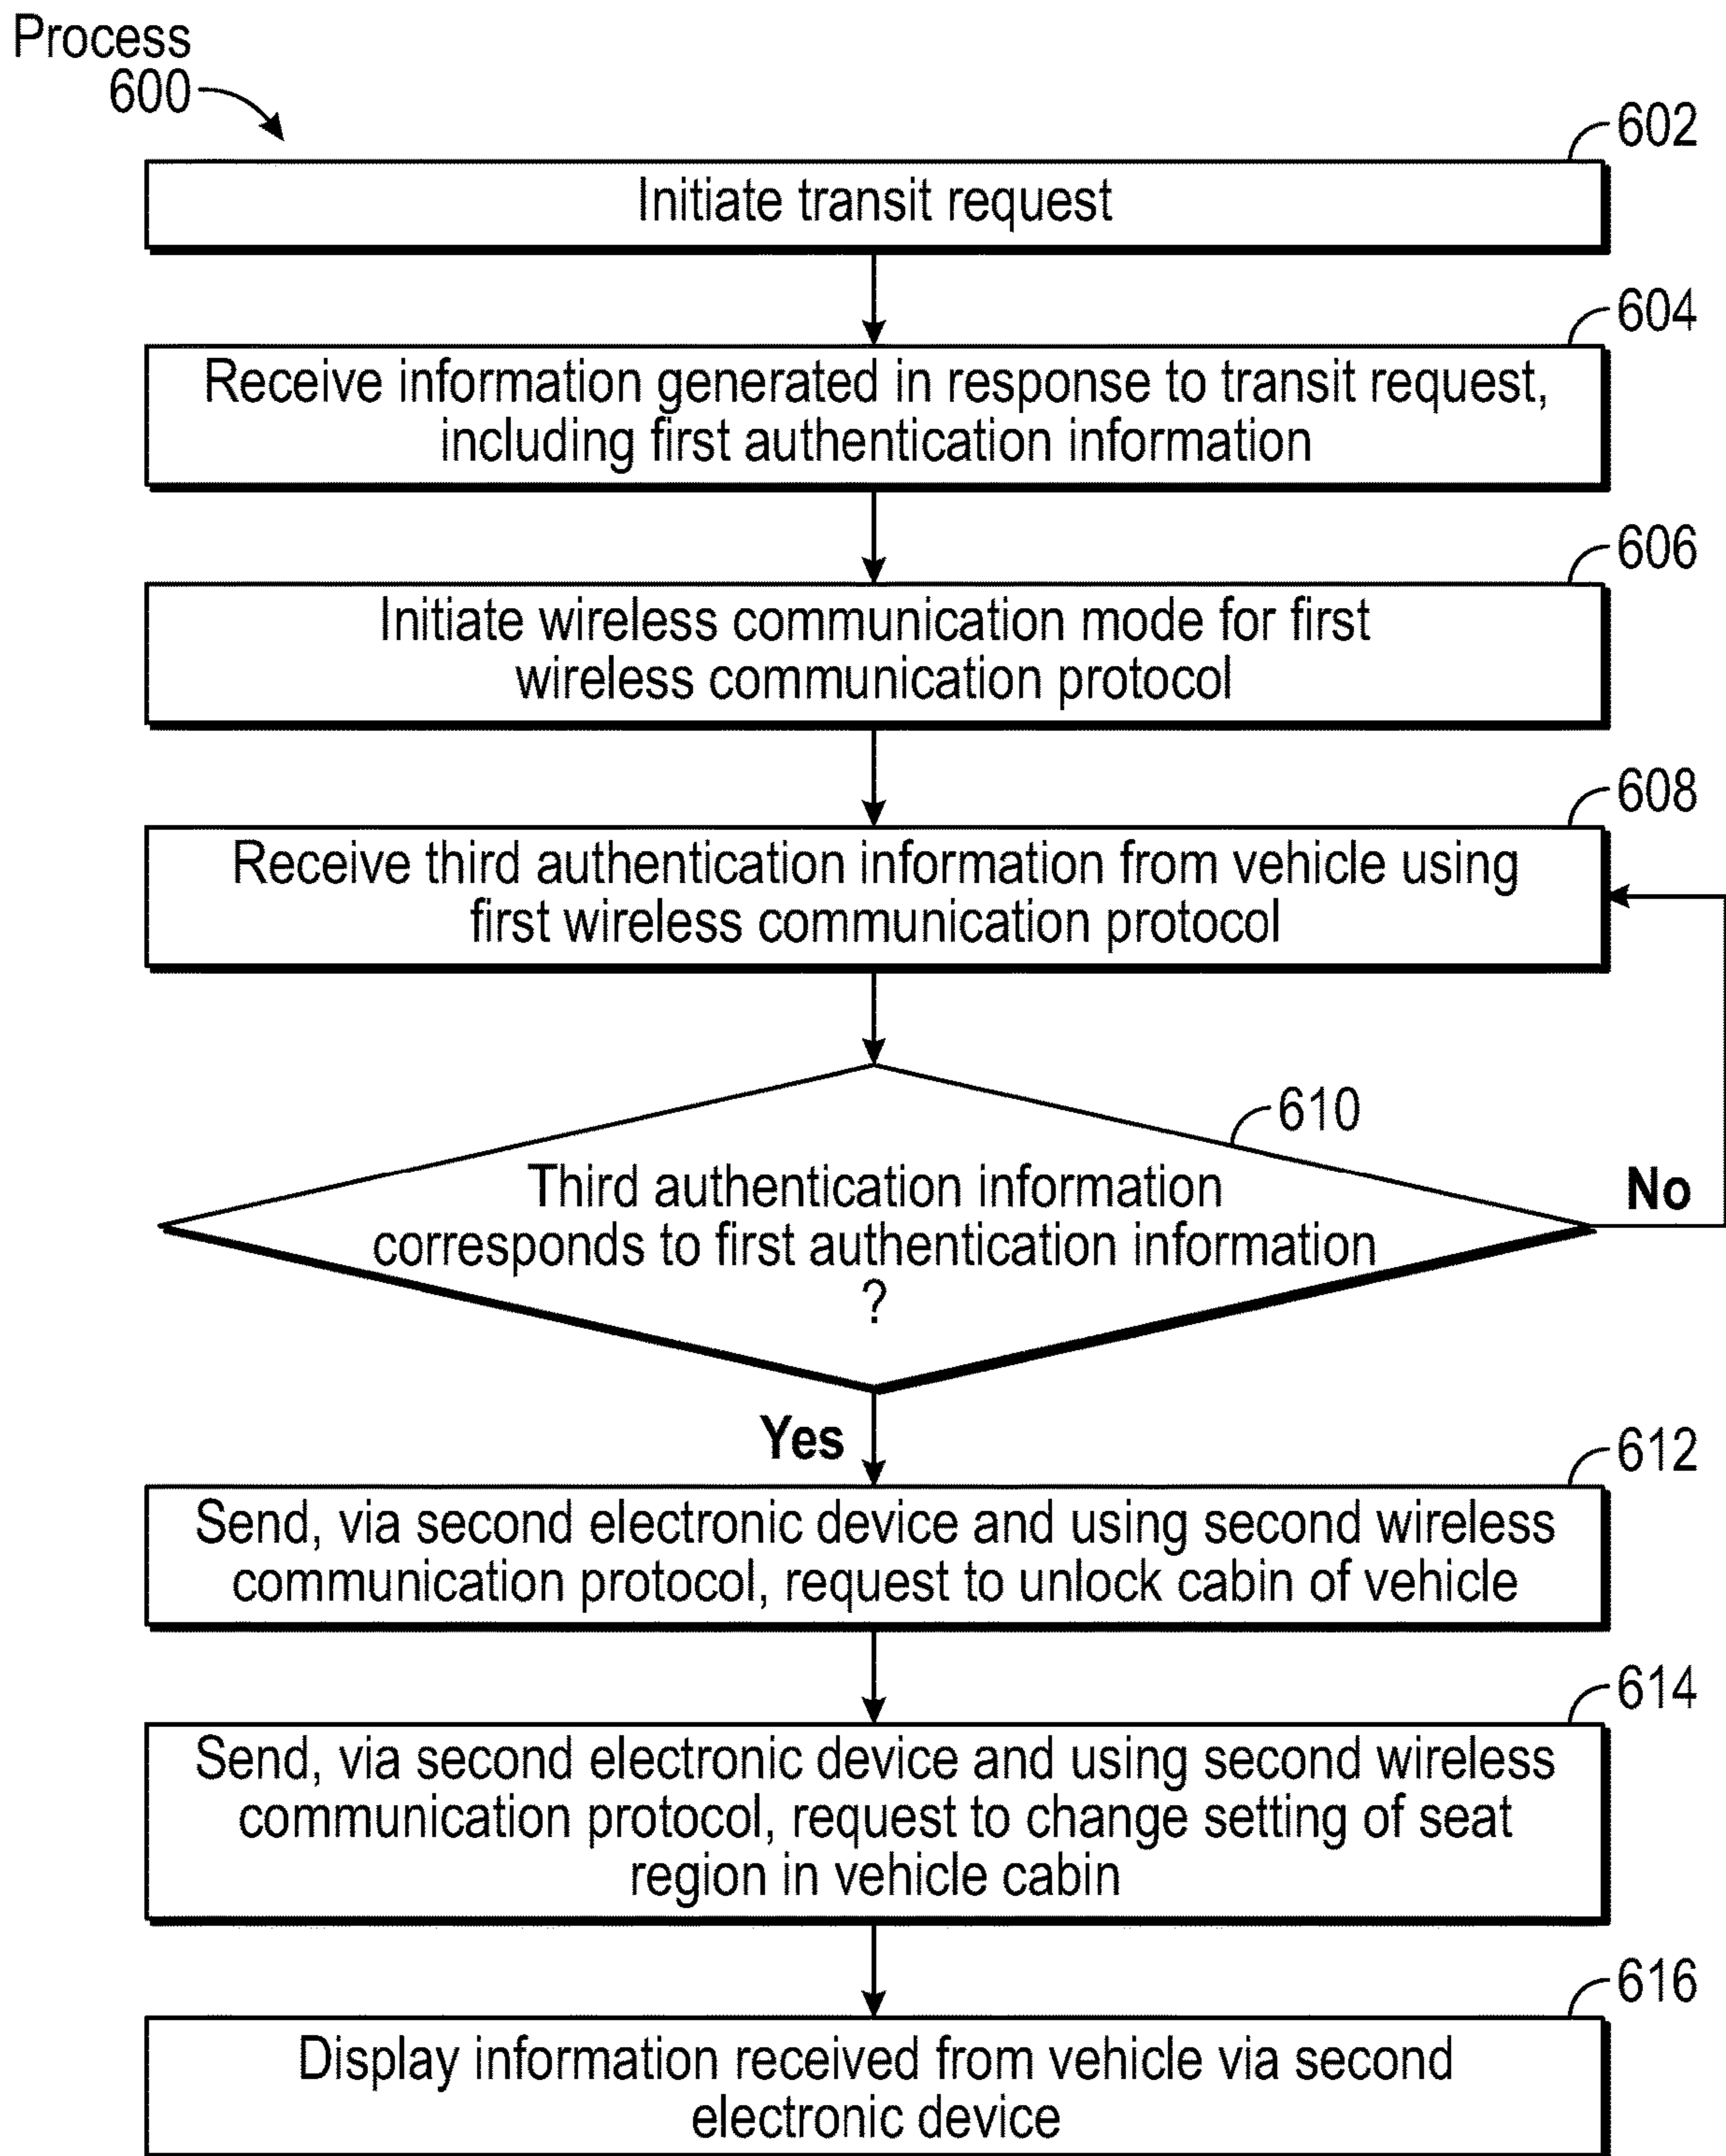 Process
600
602
Initiate transit request
604
Receive information generated in response to transit request,
including first authentication information
606
Initiate wireless communication mode for first
wireless communication protocol
608
Receive third authentication information from vehicle using
first wireless communication protocol
610
Third authentication information
corresponds to first authentication information
?
No
Yes
612
Send, via second electronic device and using second wireless
communication protocol, request to unlock cabin of vehicle
614
Send, via second electronic device and using second wireless
communication protocol, request to change setting of seat
region in vehicle cabin
616
Display information received from vehicle via second
electronic device